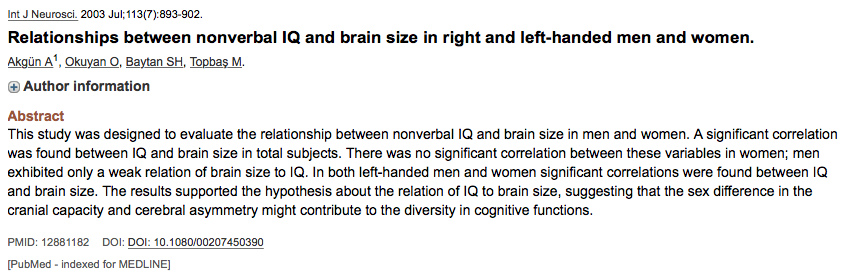 Int J Neurosci. 2003 Jul;113(7):893-902.
Relationships between nonverbal IQ and brain size in right and left-handed men and women.
Akgün A1, Okuyan O, Baytan SH, Topbaş M.
Author information
Abstract
This study was designed to evaluate the relationship between nonverbal IQ and brain size in men and women. A significant correlation
was found between IQ and brain size in total subjects. There was no significant correlation between these variables in women; men
exhibited only a weak relation of brain size to IQ. In both left-handed men and women significant correlations were found between IQ
and brain size. The results supported the hypothesis about the relation of IQ to brain size, suggesting that the sex difference in the
cranial capacity and cerebral asymmetry might contribute to the diversity in cognitive functions.
PMID: 12881182 DOI: DOI: 10.1080/00207450390
[PubMed - indexed for MEDLINE]